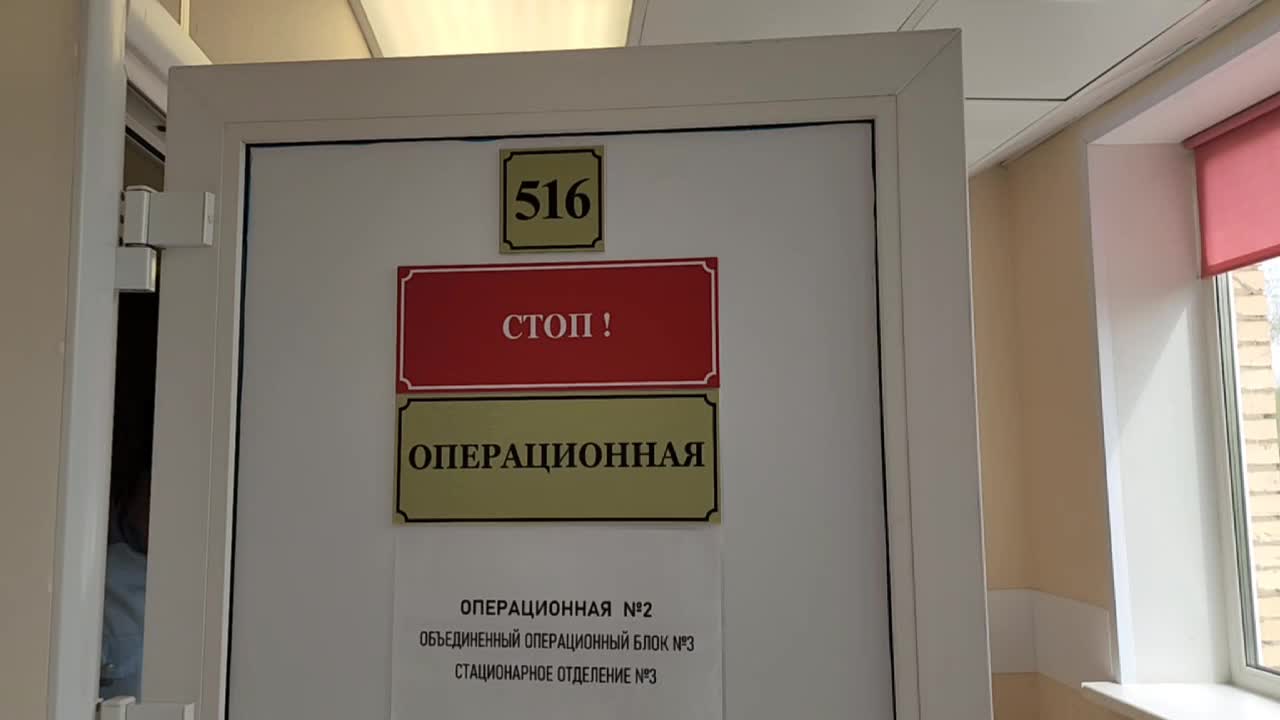 516
СТОП !
ОПЕРАЦИОННАЯ
ОПЕРАЦИОННАЯ №2
ОБЪЕДИНЕННЫЙ ОПЕРАЦИОННЫЙ БЛОК №3
СТАЦИОНАРНОЕ ОТДЕЛЕНИЕ №3